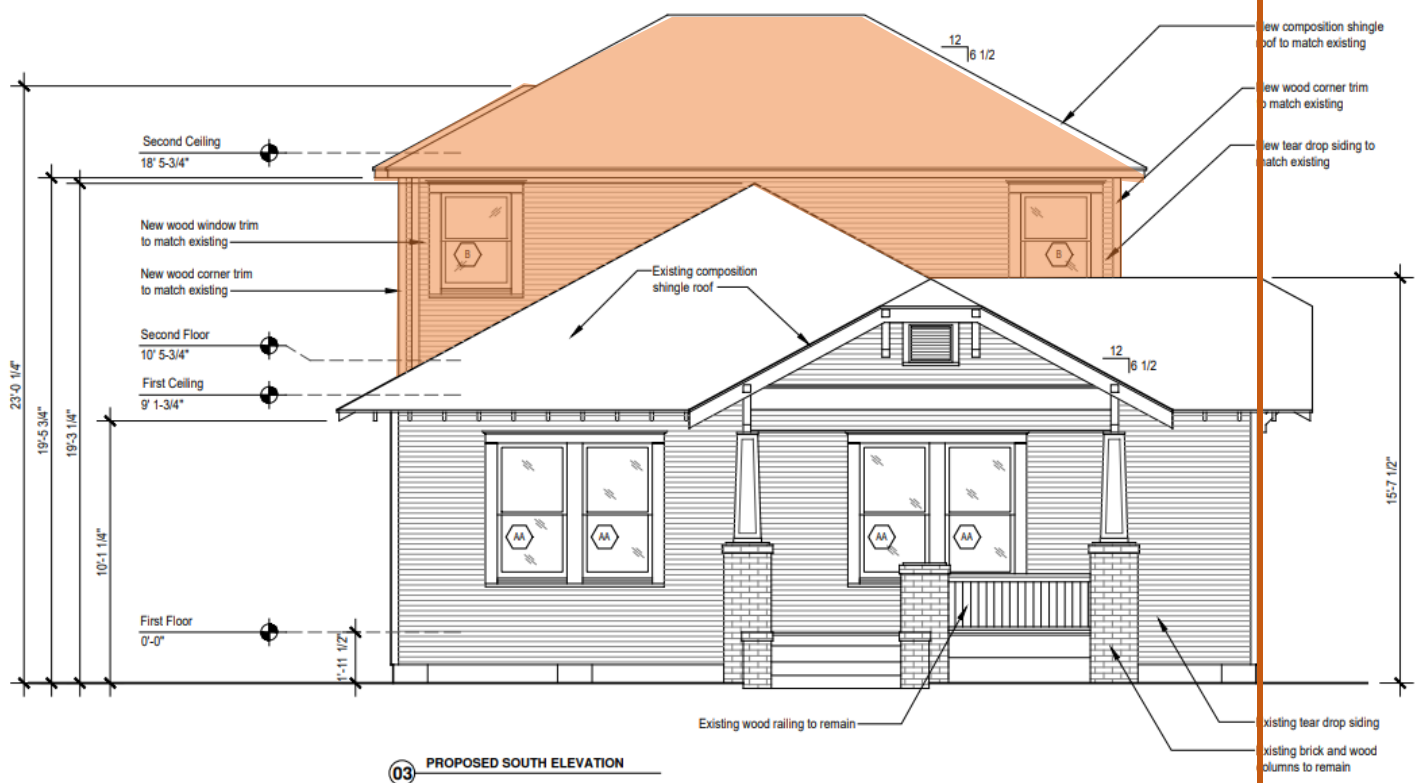 12
6 1/2
New composition shingle
roof to match existing
New wood corner trim
to match existing
New tear drop siding to
match existing
Second Ceiling
18' 5-3/4"
New wood window trim
to match existing
New wood corner trim
to match existing
B
B
Existing composition
shingle roof
Second Floor
10' 5-3/4"
First Ceiling
9' 1-3/4"
12
6 1/2
23'-0 1/4"
19'-5 3/4"
19'-3 1/4"
10'-1 1/4"
15'-7 1/2"
AA
AA
AA
AA
First Floor
0'-0"
1'-11 1/2"
Existing wood railing to remain
Existing tear drop siding
Existing brick and wood
columns to remain
03
PROPOSED SOUTH ELEVATION